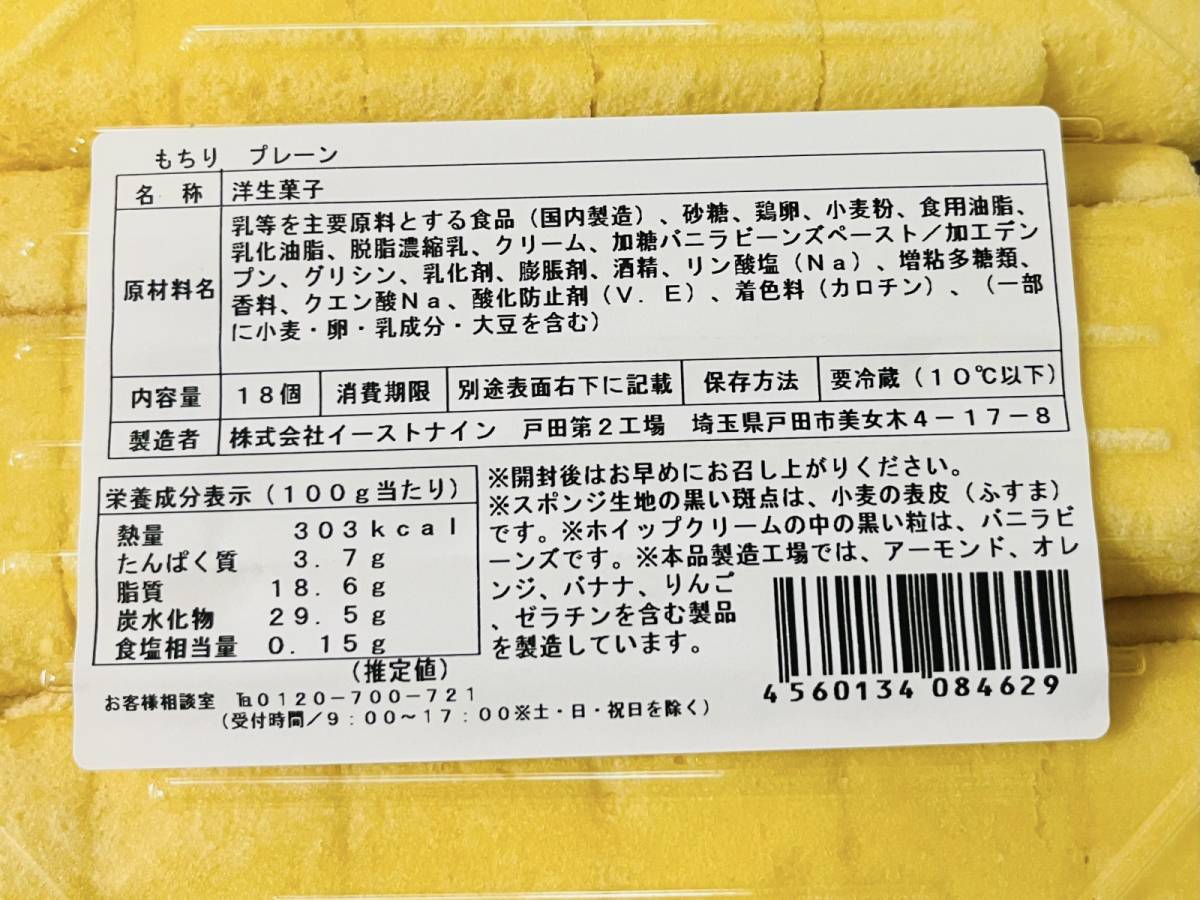 もちり　プレーン
名　称　洋生菓子
原材料名
乳等を主要原料とする食品（国内製造）、砂糖、鶏卵、小麦粉、食用油脂、
乳化油脂、脱脂濃縮乳、クリーム、加糖バニラビーンズペースト／加工デン
プン、グリシン、乳化剤、膨脹剤、酒精、リン酸塩（Ｎａ）、増粘多糖類、
香料、クエン酸Ｎａ、酸化防止剤（Ｖ．Ｅ）、着色料（カロチン）、（一部
に小麦・卵・乳成分・大豆を含む）
内容量　１８個　消費期限　別途表面右下に記載　保存方法　要冷蔵（１０℃以下）
製造者　株式会社イーストナイン　戸田第２工場　埼玉県戸田市美女木４－１７－８
栄養成分表示（１００ｇ当たり）
熱量　３０３ｋｃａｌ
たんぱく質　３．７ｇ
脂質　１８．６ｇ
炭水化物　２９．５ｇ
食塩相当量　０．１５ｇ
（推定値）
※開封後はお早めにお召し上がりください。
※スポンジ生地の黒い斑点は、小麦の表皮（ふすま）
です。※ホイップクリームの中の黒い粒は、バニラビ
ーンズです。※本品製造工場では、アーモンド、オレ
ンジ、バナナ、りんご
、ゼラチンを含む製品
を製造しています。
4560134 084629
お客様相談室　℡０１２０－７００－７２１
（受付時間／９：００～１７：００※土・日・祝日を除く）